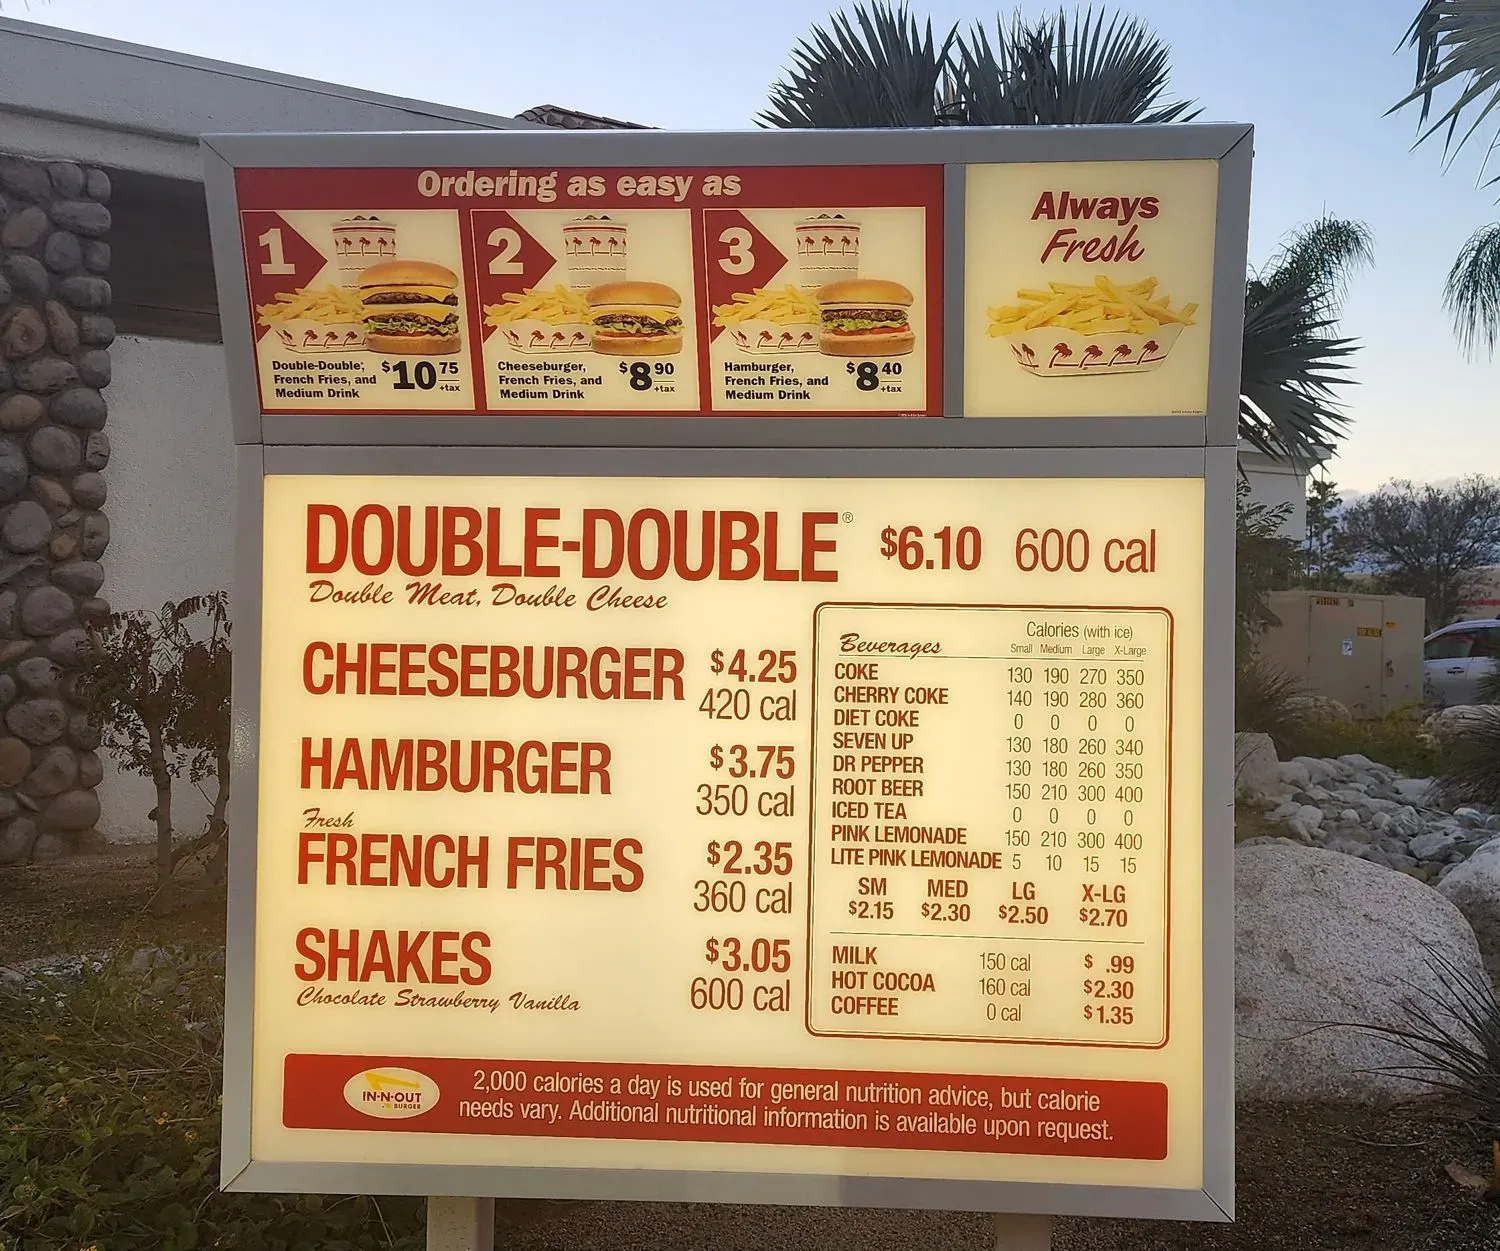 Ordering as easy as
1
Double-Double,
French Fries, and
Medium Drink
$10 75
+tax
2
Cheeseburger,
French Fries, and
Medium Drink
$8 90
+tax
3
Hamburger,
French Fries, and
Medium Drink
$8 40
+tax
Always
Fresh
DOUBLE-DOUBLE® $6.10 600 cal
Double Meat, Double Cheese
CHEESEBURGER $4.25
420 cal
HAMBURGER $3.75
350 cal
Fresh
FRENCH FRIES $2.35
360 cal
SHAKES $3.05
Chocolate Strawberry Vanilla 600 cal
Calories (with ice)
Beverages Small Medium Large X-Large
COKE 130 190 270 350
CHERRY COKE 140 190 280 360
DIET COKE 0 0 0 0
SEVEN UP 130 180 260 340
DR PEPPER 130 180 260 350
ROOT BEER 150 210 300 400
ICED TEA 0 0 0 0
PINK LEMONADE 150 210 300 400
LITE PINK LEMONADE 5 10 15 15
SM MED LG X-LG
$2.15 $2.30 $2.50 $2.70
MILK 150 cal $ .99
HOT COCOA 160 cal $2.30
COFFEE 0 cal $1.35
IN-N-OUT
BURGER
2,000 calories a day is used for general nutrition advice, but calorie
needs vary. Additional nutritional information is available upon request.